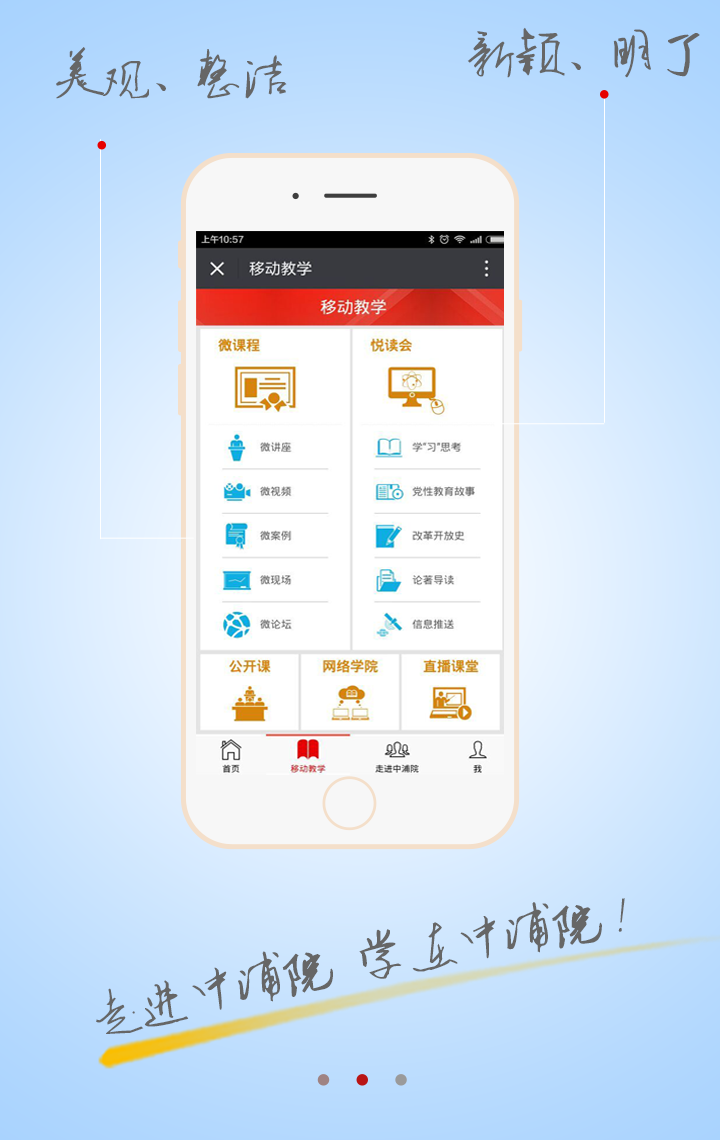 美观、整洁
新颖、明了
上午10:57
移动教学
移动教学
微课程
悦读会
微讲座
学“习”思考
微视频
党性教育故事
微案例
改革开放史
微现场
论著导读
微论坛
信息推送
公开课
网络学院
直播课堂
首页
移动教学
走进中浦院
我
走进中浦院 学在中浦院！